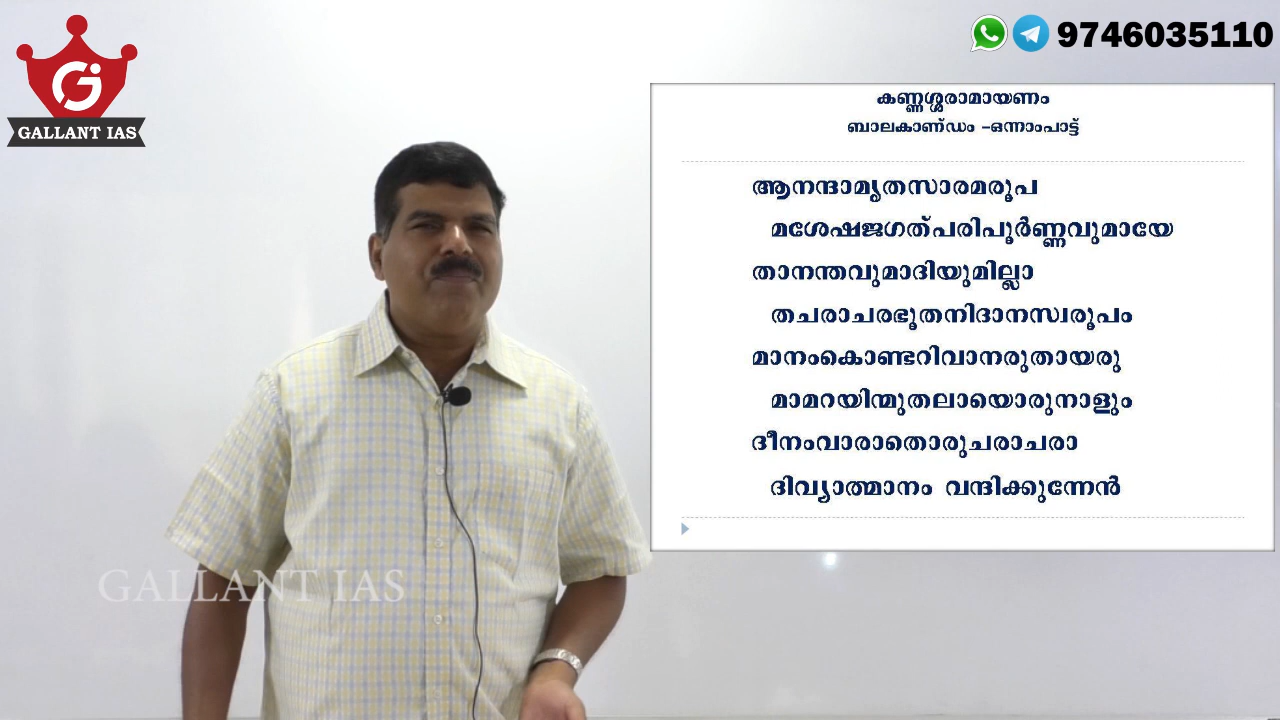 9746035110
GALLANT IAS
കണ്ണശ്ശരാമായണം
ബാലകാണ്ഡം -ഒന്നാംപാട്ട്
ആനന്ദാമൃതസാരമരൂപ
മശേഷജഗത്പരിപൂർണ്ണവുമായേ
താനന്തവുമാദിയുമില്ലാ
തചരാചരഭൂതനിദാനസ്വരൂപം
മാനംകൊണ്ടറിവാനരുതായരു
മാമറയിന്മുതലായൊരുനാളും
ദീനംവാരാതൊരുചരാചരാ
ദിവ്യാത്മാനം വന്ദിക്കുന്നേൻ
GALLANT IAS